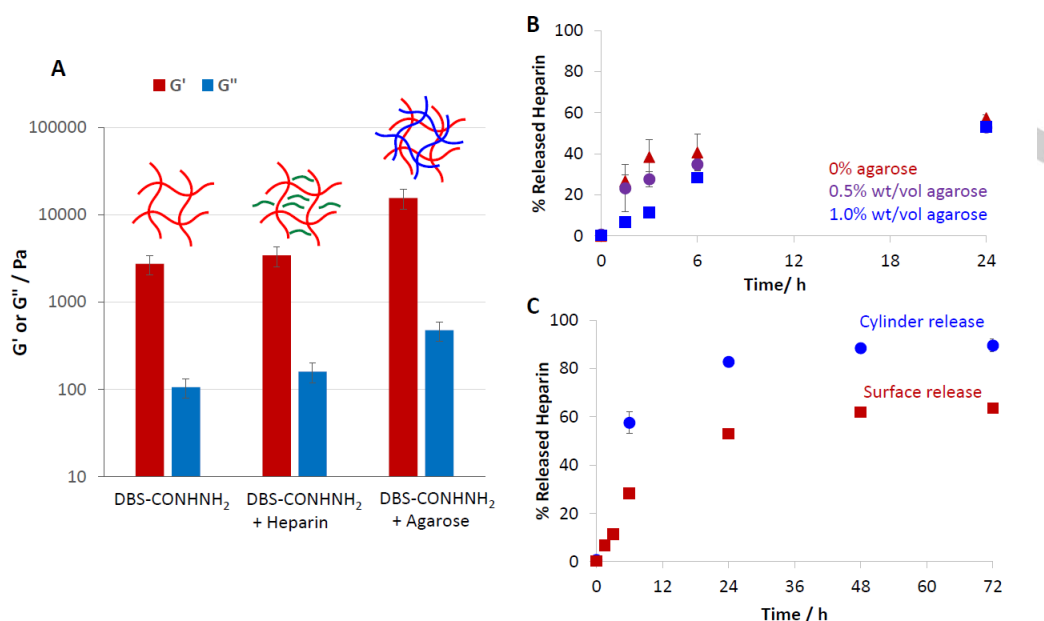 A
G' G"
G' or G" / Pa
100000
10000
1000
100
10
DBS-CONHNH₂
DBS-CONHNH₂
+ Heparin
DBS-CONHNH₂
+ Agarose
B
% Released Heparin
100
80
60
40
20
0
0% agarose
0.5% wt/vol agarose
1.0% wt/vol agarose
0 6 12 18 24
Time/ h
C
% Released Heparin
100
80
60
40
20
0
Cylinder release
Surface release
0 12 24 36 48 60 72
Time / h